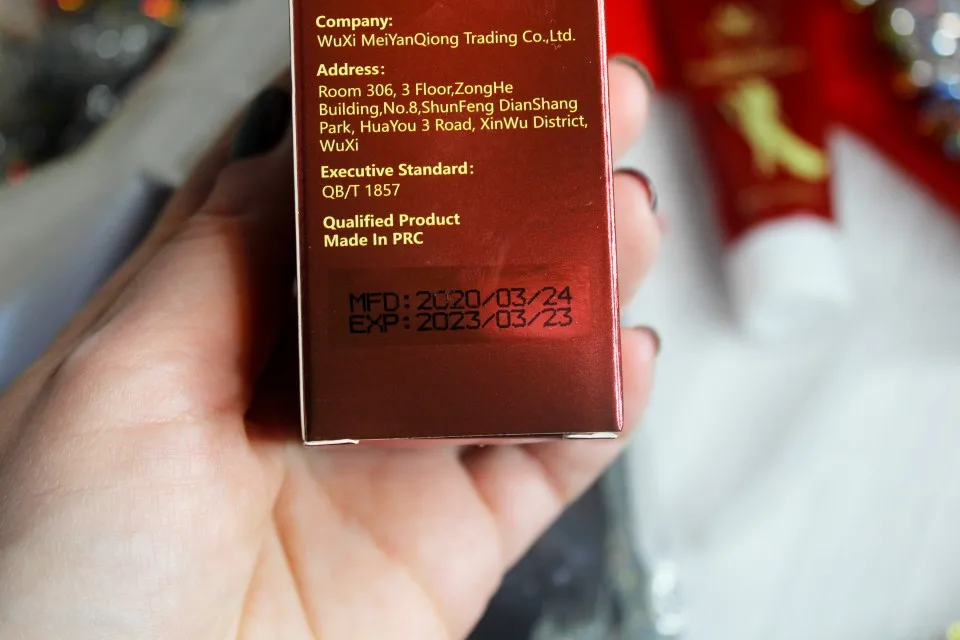 Company:
WuXi MeiYanQiong Trading Co.,Ltd.
Address:
Room 306, 3 Floor,ZongHe
Building,No.8,ShunFeng DianShang
Park, HuaYou 3 Road, XinWu District,
WuXi
Executive Standard:
QB/T 1857
Qualified Product
Made In PRC
MFD:2020/03/24
EXP:2023/03/23